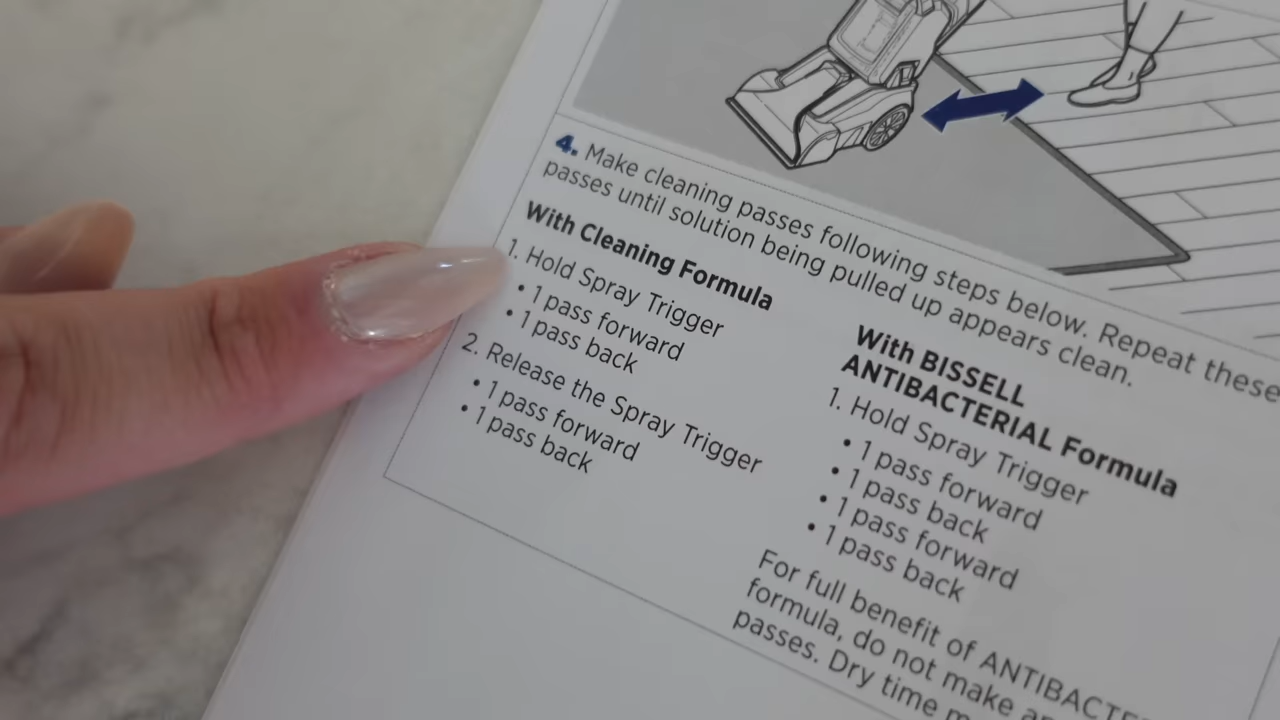 4. Make cleaning passes following steps below. Repeat these
passes until solution being pulled up appears clean.
With Cleaning Formula
1. Hold Spray Trigger
• 1 pass forward
• 1 pass back
2. Release the Spray Trigger
• 1 pass forward
• 1 pass back
With BISSELL
ANTIBACTERIAL Formula
1. Hold Spray Trigger
• 1 pass forward
• 1 pass back
• 1 pass forward
• 1 pass back
For full benefit of
formula, do not make
passes. Dry time